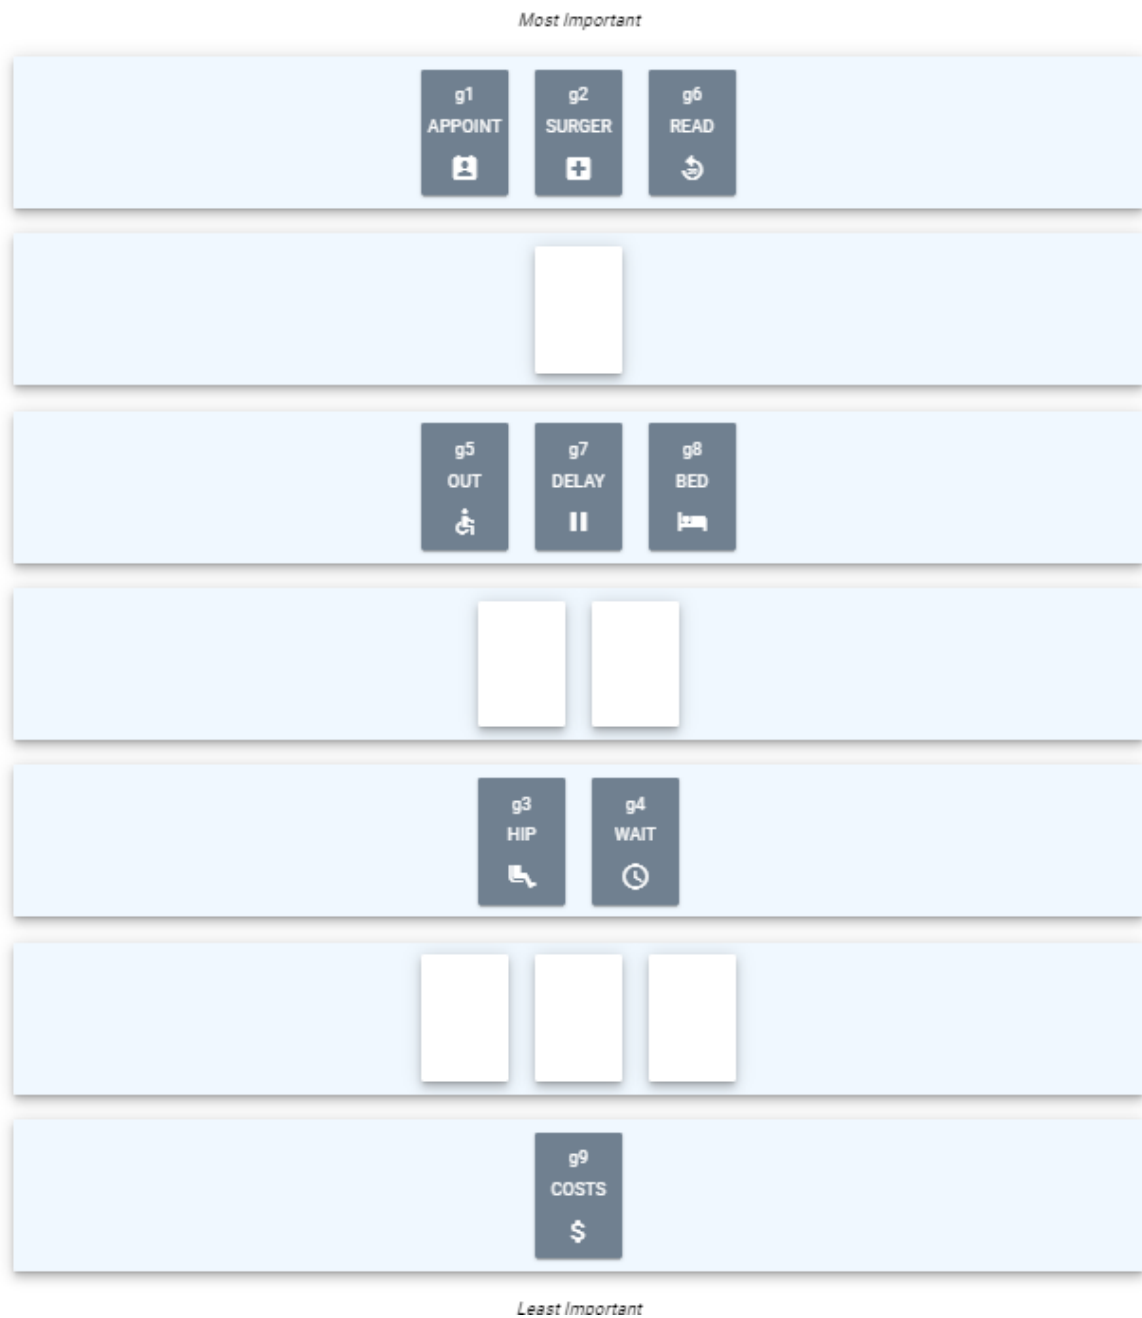 Most Important
g1
APPOINT
g2
SURGER
g6
READ
g5
OUT
g7
DELAY
g8
BED
g3
HIP
g4
WAIT
g9
COSTS
$
Least Important